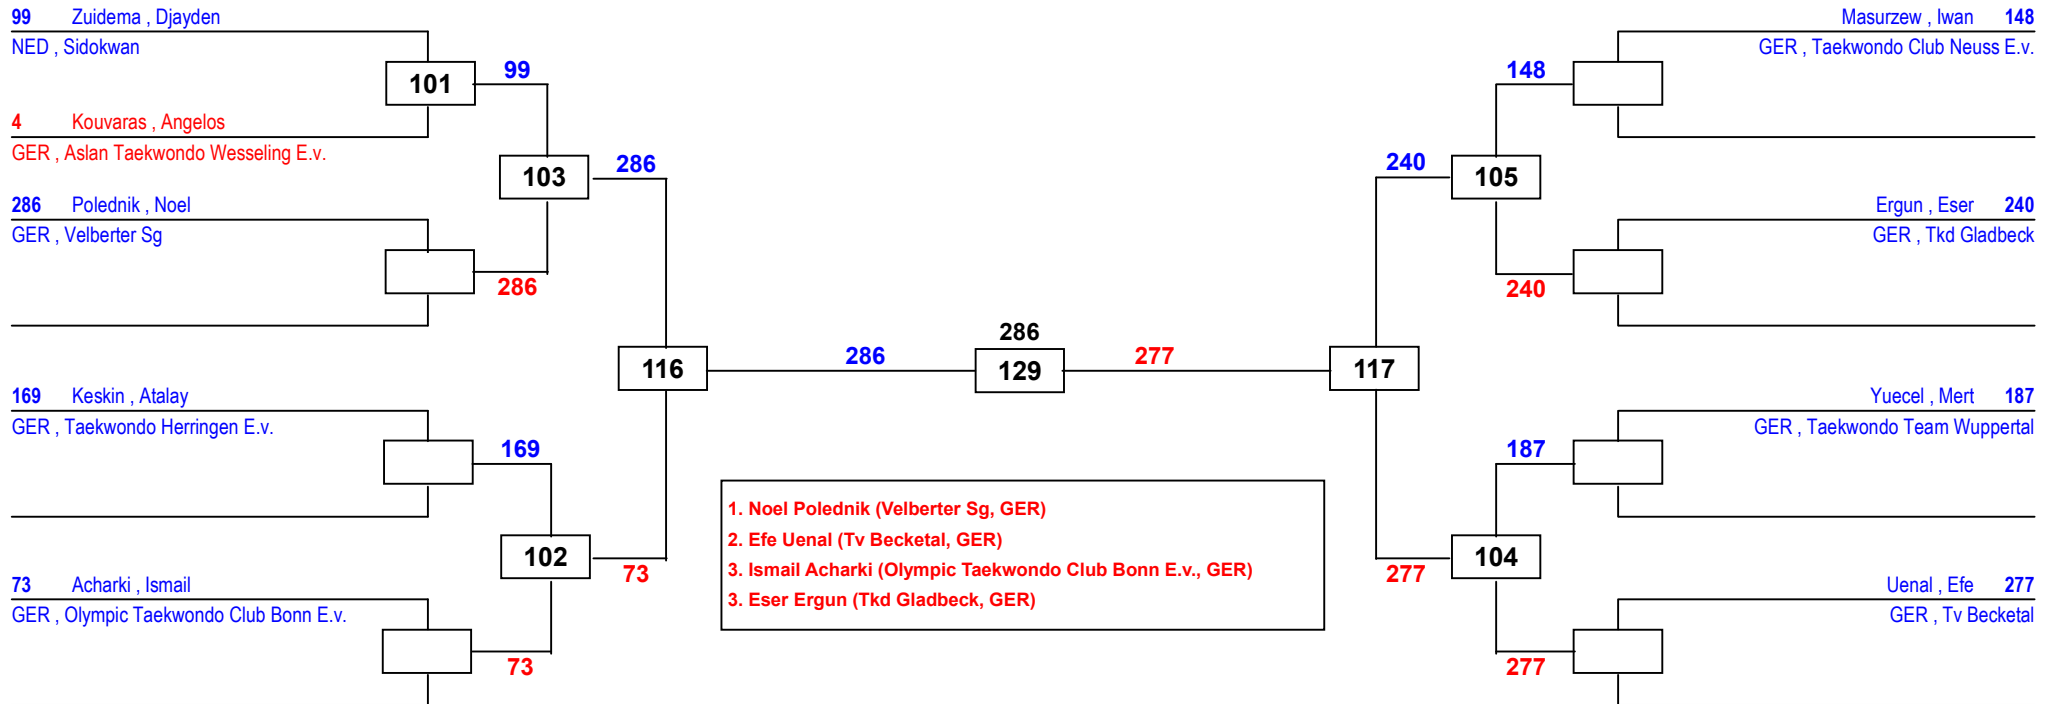 99 Zuidema , Djayden
NED , Sidokwan
101
99
4 Kouvaras , Angelos
GER , Aslan Taekwondo Wesseling E.v.
103
286
286 Polednik , Noel
GER , Velberter Sg
286
116
286
169 Keskin , Atalay
GER , Taekwondo Herringen E.v.
169
102
73
73 Acharki , Ismail
GER , Olympic Taekwondo Club Bonn E.v.
73
286
129
277
1. Noel Polednik (Velberter Sg, GER)
2. Efe Uenal (Tv Becketal, GER)
3. Ismail Acharki (Olympic Taekwondo Club Bonn E.v., GER)
3. Eser Ergun (Tkd Gladbeck, GER)
Masurzew , Iwan 148
GER , Taekwondo Club Neuss E.v.
148
240
105
Ergun , Eser 240
GER , Tkd Gladbeck
240
117
Yuecel , Mert 187
GER , Taekwondo Team Wuppertal
187
104
277
Uenal , Efe 277
GER , Tv Becketal
277